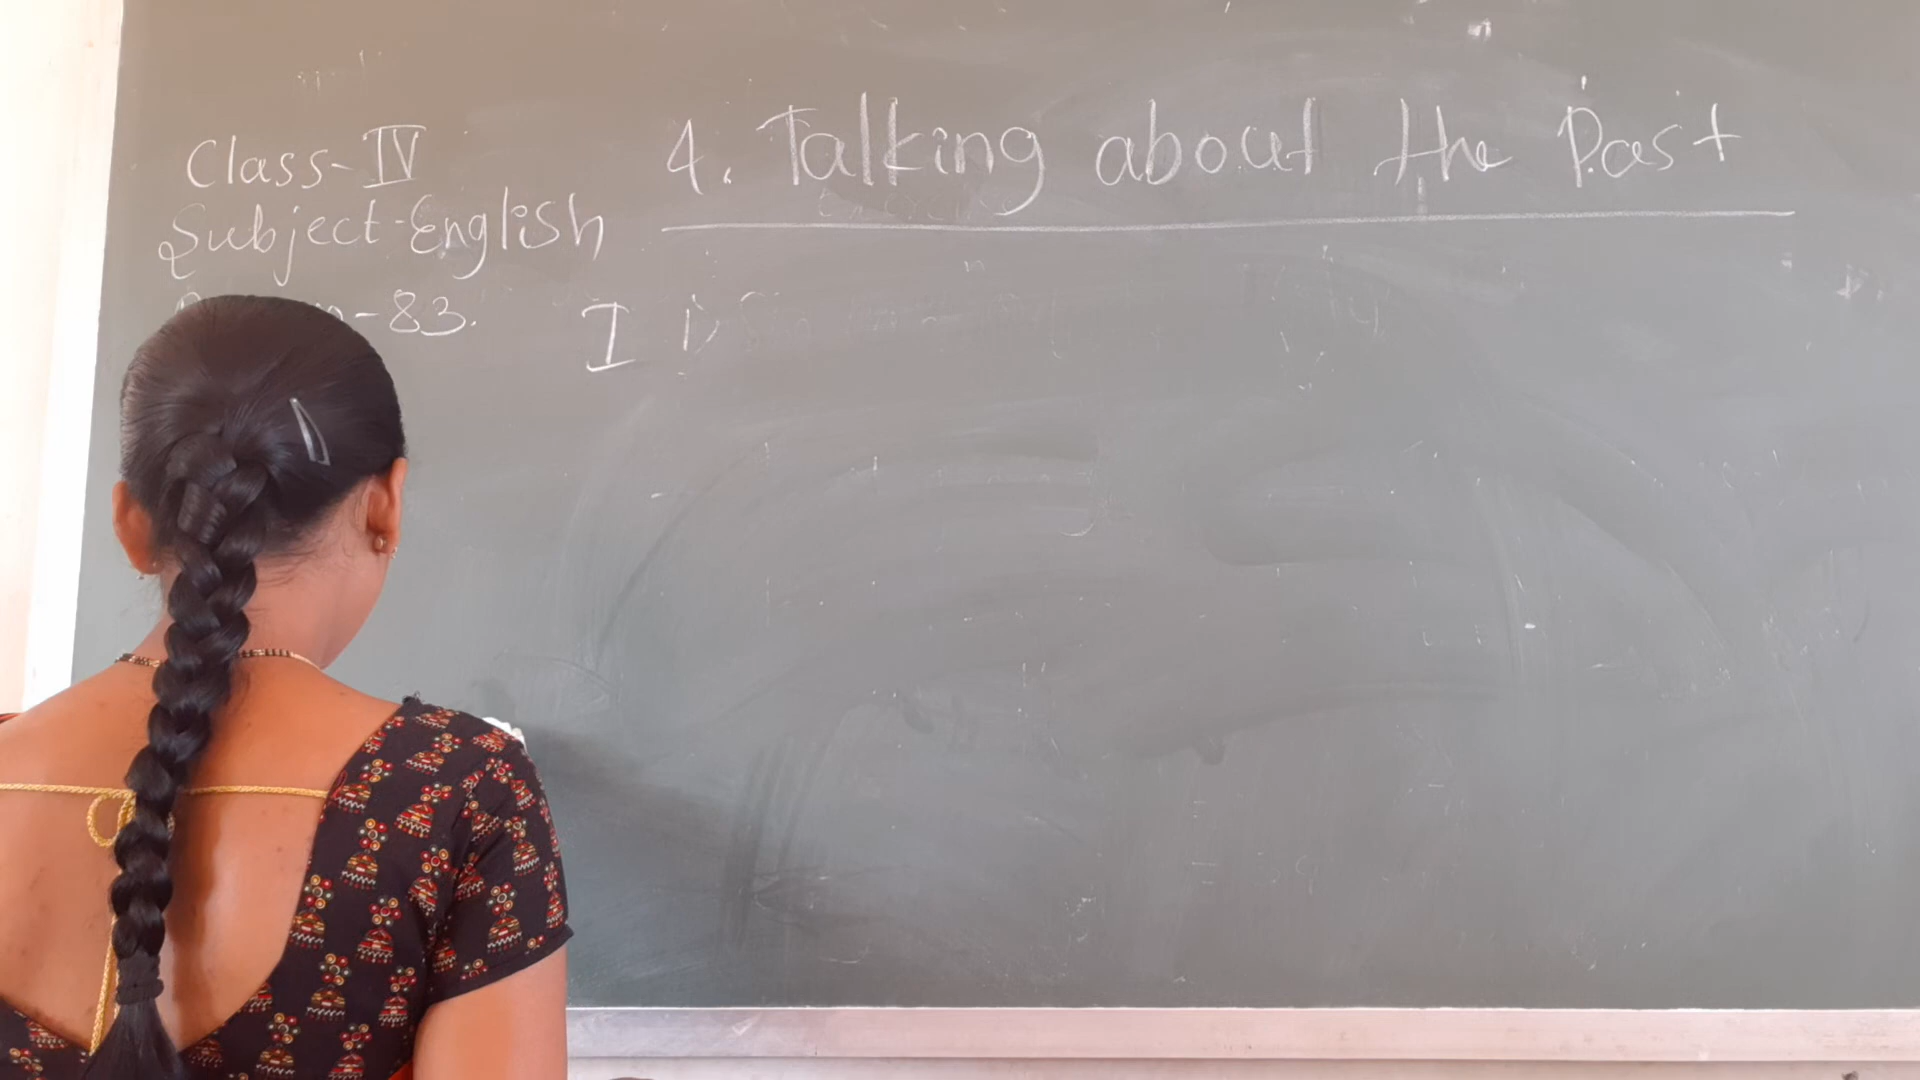 Class-IV
Subject-English
-83.
4. Talking about the Past
I